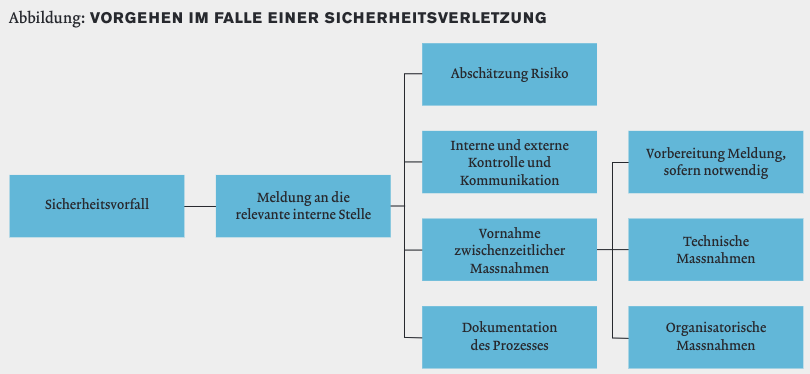 Abbildung: VORGEHEN IM FALLE EINER SICHERHEITSVERLETZUNG
Sicherheitsvorfall
Meldung an die
relevante interne Stelle
Abschätzung Risiko
Interne und externe
Kontrolle und
Kommunikation
Vornahme
zwischenzeitlicher
Massnahmen
Dokumentation
des Prozesses
Vorbereitung Meldung,
sofern notwendig
Technische
Massnahmen
Organisatorische
Massnahmen